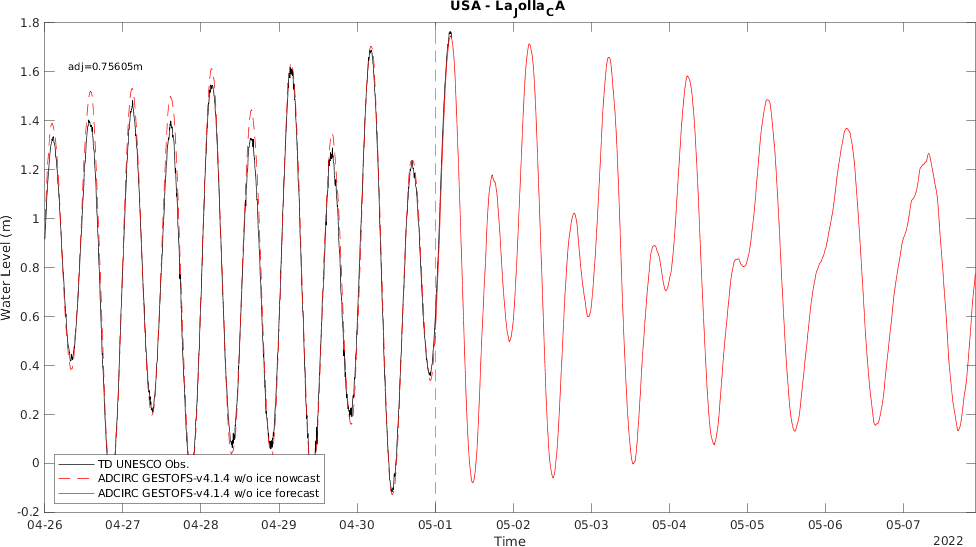 USA - LaJollaCA
1.8
1.6
adj=0.75605m
1.4
1.2
1
0.8
Water Level (m)
0.6
0.4
0.2
0
-0.2
TD UNESCO Obs.
ADCIRC GESTOFS-v4.1.4 w/o ice nowcast
ADCIRC GESTOFS-v4.1.4 w/o ice forecast
04-26 04-27 04-28 04-29 04-30 05-01 05-02 05-03 05-04 05-05 05-06 05-07
Time
2022